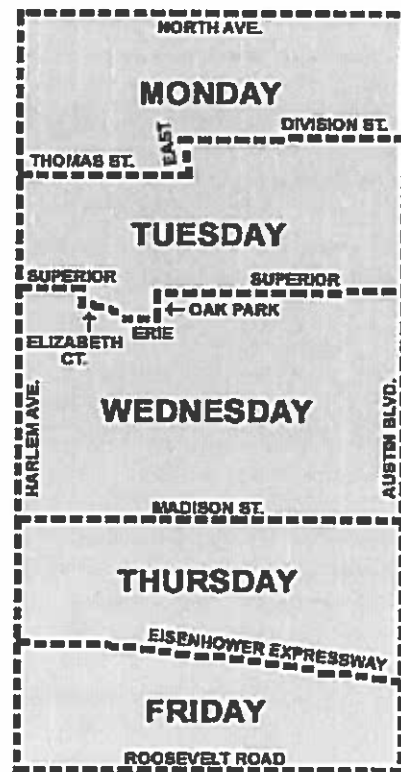 NORTH AVE.
MONDAY
DIVISION ST.
EAST
THOMAS ST.
TUESDAY
SUPERIOR
SUPERIOR
← OAK PARK
ERIE
ELIZABETH
CT.
HARLEM AVE.
WEDNESDAY
AUSTIN BLVD.
MADISON ST.
THURSDAY
EISENHOWER EXPRESSWAY
FRIDAY
ROOSEVELT ROAD